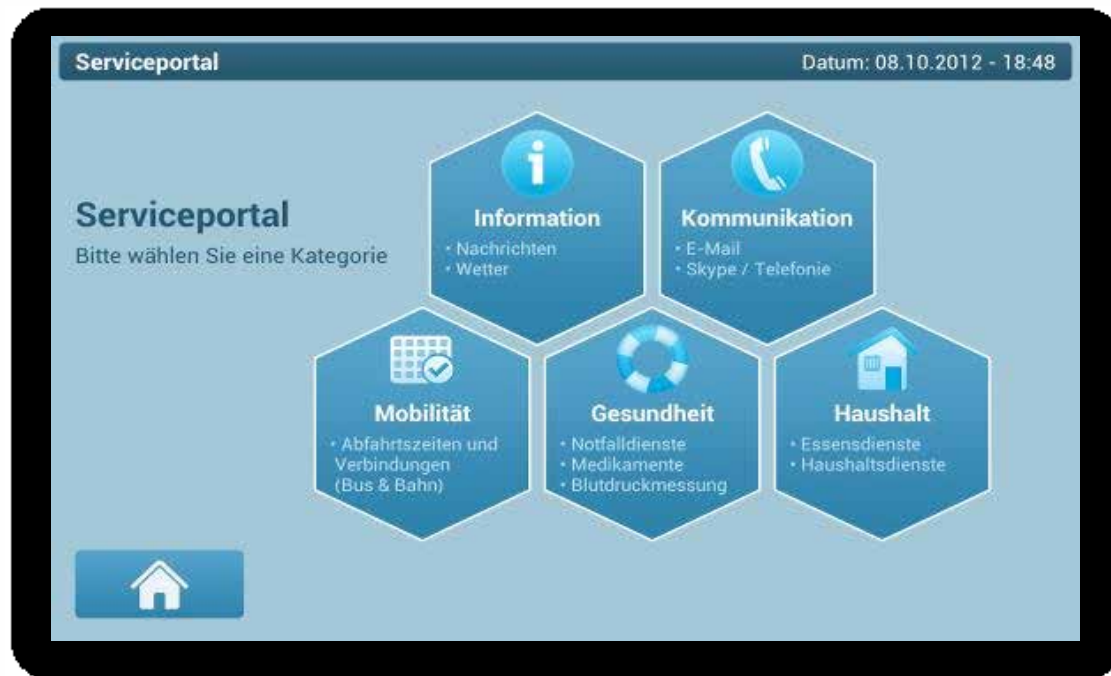 Serviceportal
Datum: 08.10.2012 - 18:48
Serviceportal
Bitte wählen Sie eine Kategorie
Information
• Nachrichten
• Wetter
Kommunikation
• E-Mail
• Skype / Telefonie
Mobilität
• Abfahrtszeiten und
Verbindungen
(Bus & Bahn)
Gesundheit
• Notfalldienste
• Medikamente
• Blutdruckmessung
Haushalt
• Essensdienste
• Haushaltsdienste